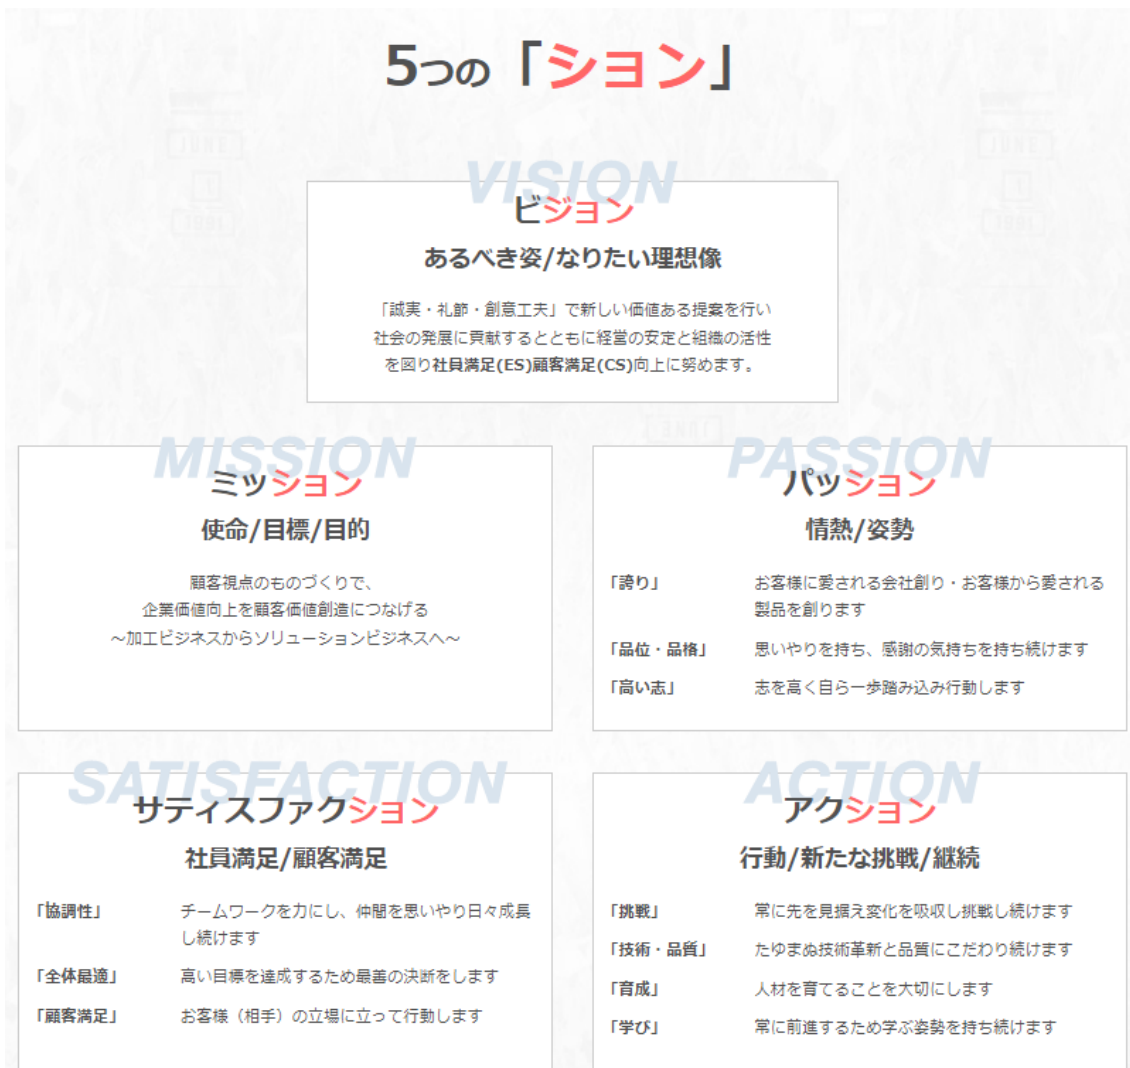 5つの「ション」
VISION
ビジョン
あるべき姿/なりたい理想像
「誠実・礼節・創意工夫」で新しい価値ある提案を行い
社会の発展に貢献するとともに経営の安定と組織の活性
を図り社員満足(ES)顧客満足(CS)向上に努めます。
MISSION
ミッション
使命/目標/目的
顧客視点のものづくりで、
企業価値向上を顧客価値創造につなげる
～加工ビジネスからソリューションビジネスへ～
PASSION
パッション
情熱/姿勢
「誇り」 お客様に愛される会社創り・お客様から愛される
製品を創ります
「品位・品格」 思いやりを持ち、感謝の気持ちを持ち続けます
「高い志」 志を高く自ら一歩踏み込み行動します
SATISFACTION
サティスファクション
社員満足/顧客満足
「協調性」 チームワークを力にし、仲間を思いやり日々成長
し続けます
「全体最適」 高い目標を達成するため最善の決断をします
「顧客満足」 お客様（相手）の立場に立って行動します
ACTION
アクション
行動/新たな挑戦/継続
「挑戦」 常に先を見据え変化を吸収し挑戦し続けます
「技術・品質」 たゆまぬ技術革新と品質にこだわり続けます
「育成」 人材を育てることを大切にします
「学び」 常に前進するため学ぶ姿勢を持ち続けます